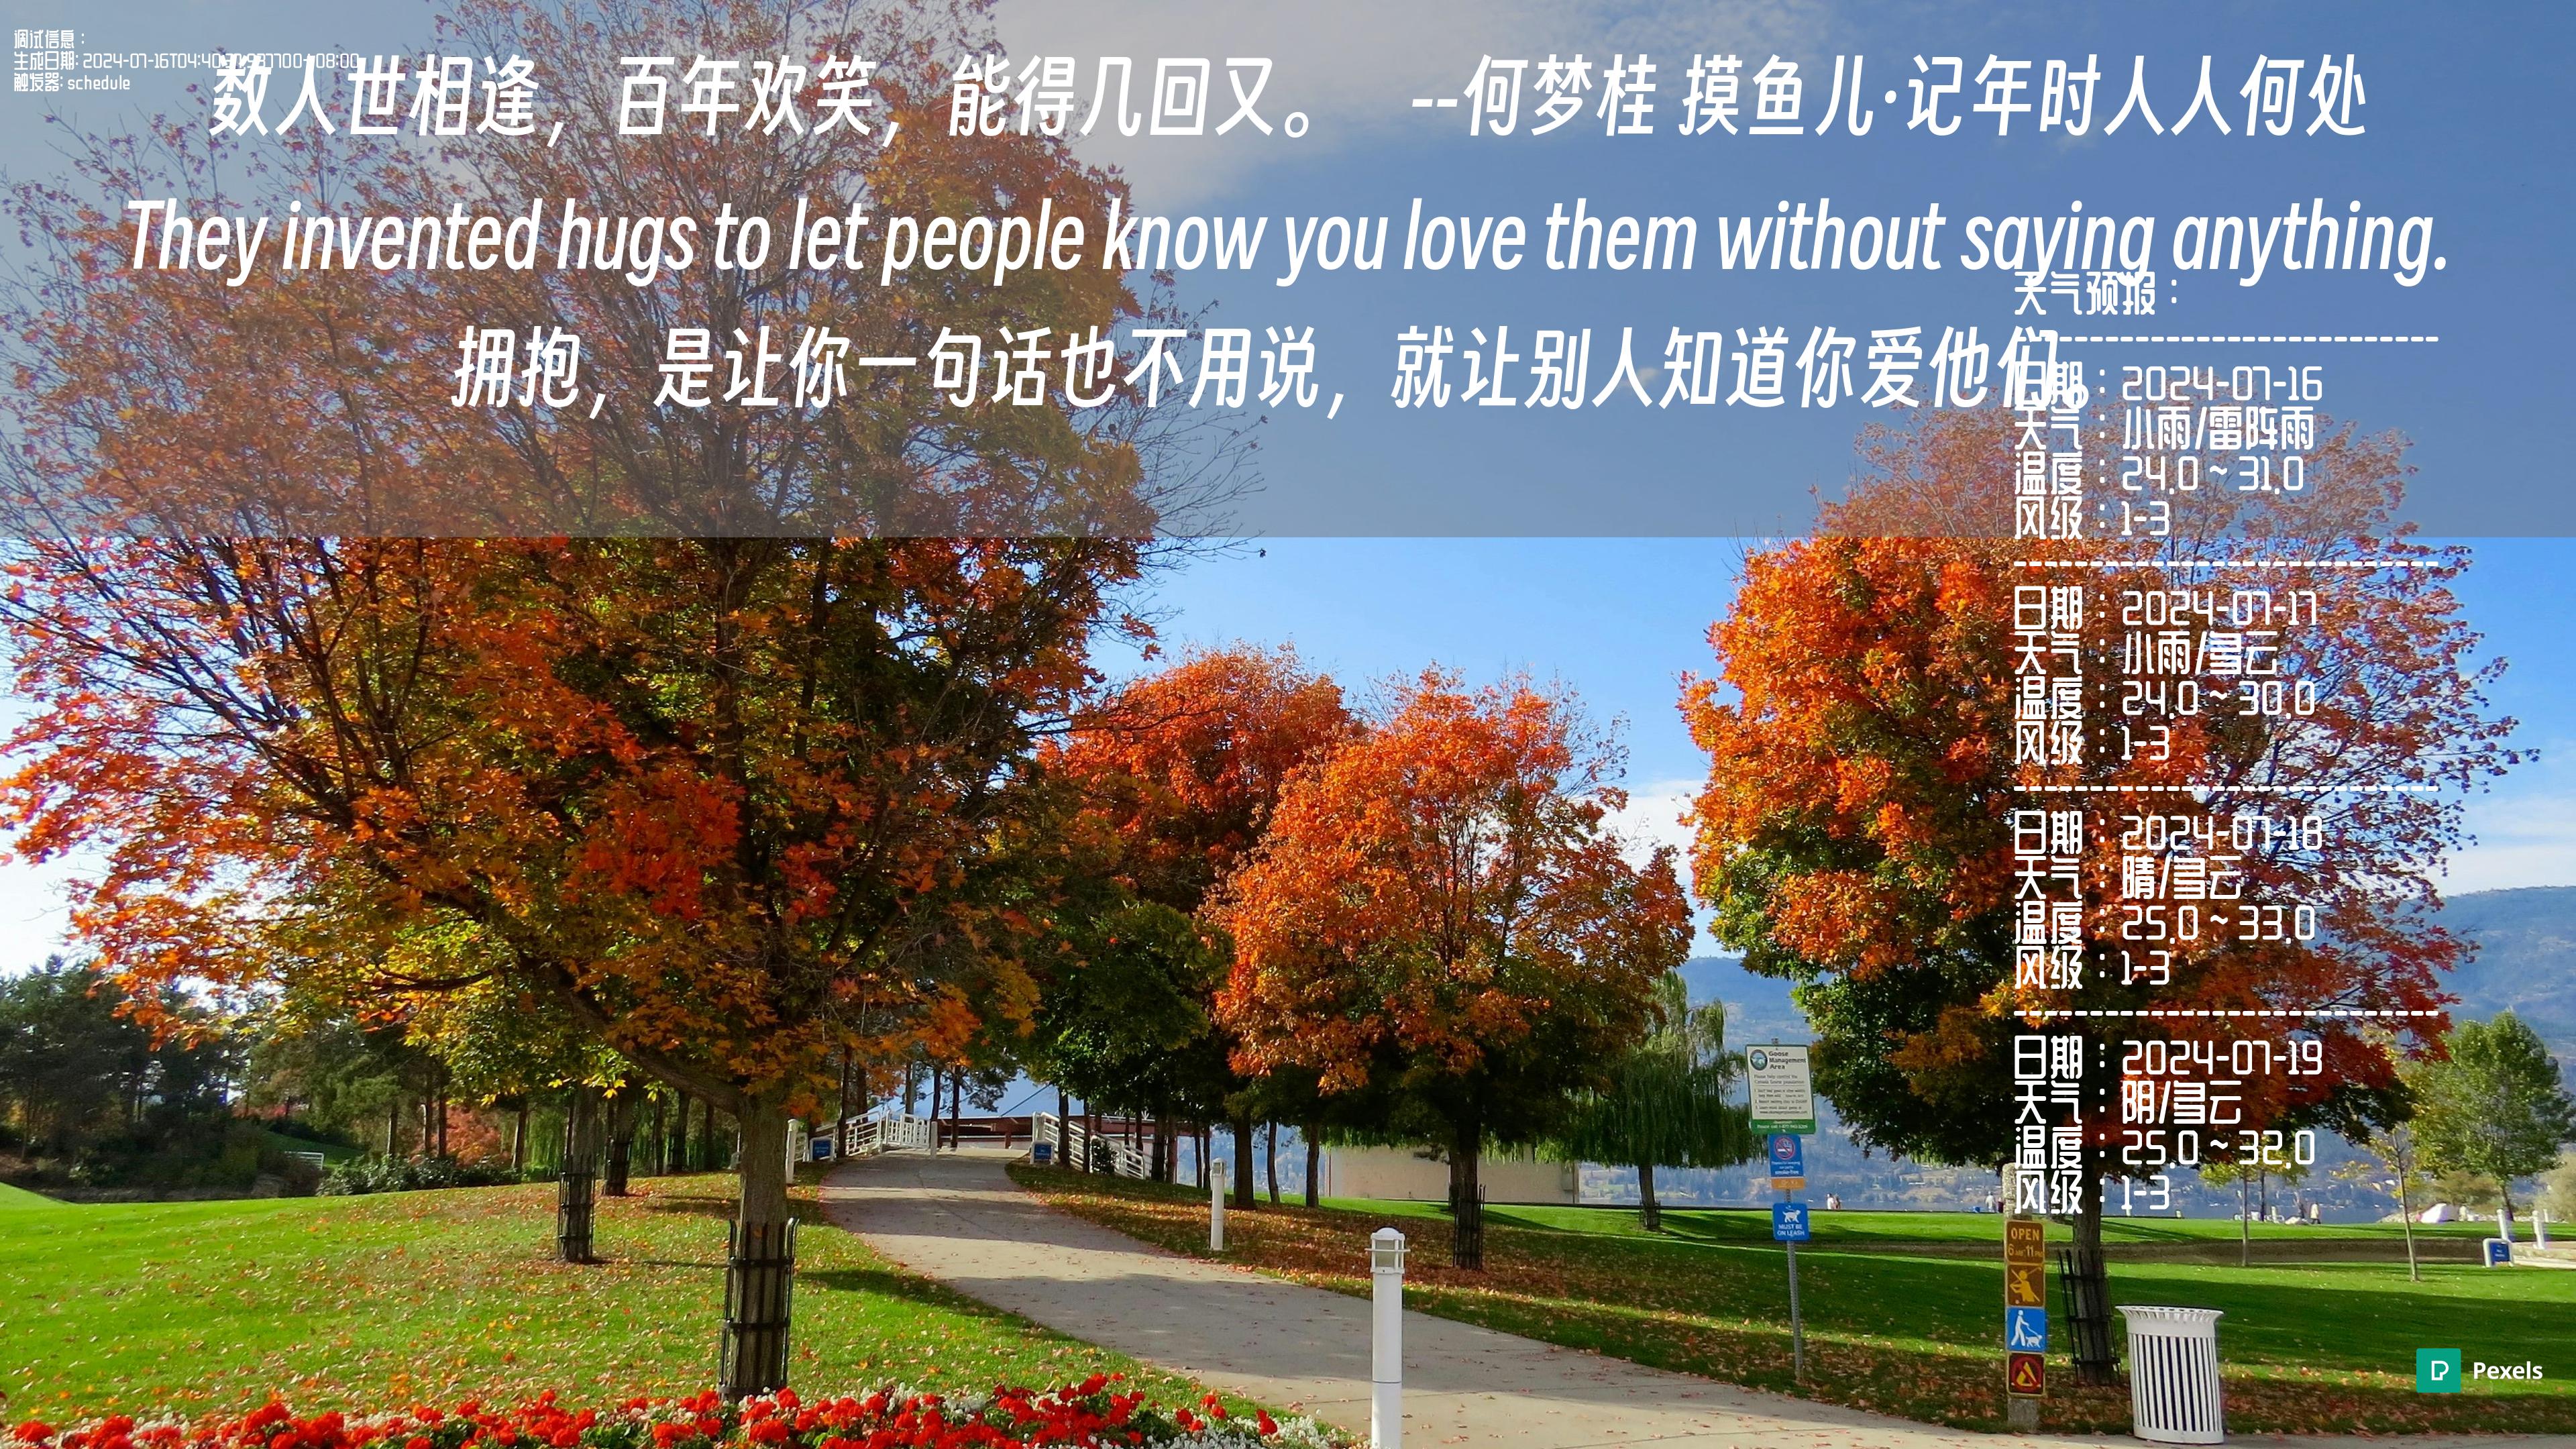 调试信息：
生成日期: 2024-07-16T04:40
触发器: schedule
数人世相逢，百年欢笑，能得几回又。 --何梦桂 摸鱼儿·记年时人人何处
They invented hugs to let people know you love them without saying anything.
拥抱，是让你一句话也不用说，就让别人知道你爱他们。
天气预报：
日期：2024-07-16
天气：小雨/雷阵雨
温度：24.0 ~ 31.0
风级：1-3
日期：2024-07-17
天气：小雨/多云
温度：24.0 ~ 30.0
风级：1-3
日期：2024-07-18
天气：晴/多云
温度：25.0 ~ 33.0
风级：1-3
日期：2024-07-19
天气：阴/多云
温度：25.0 ~ 32.0
风级：1-3
Goose
Management
Area
MUST BE
ON LEASH
OPEN
Pexels